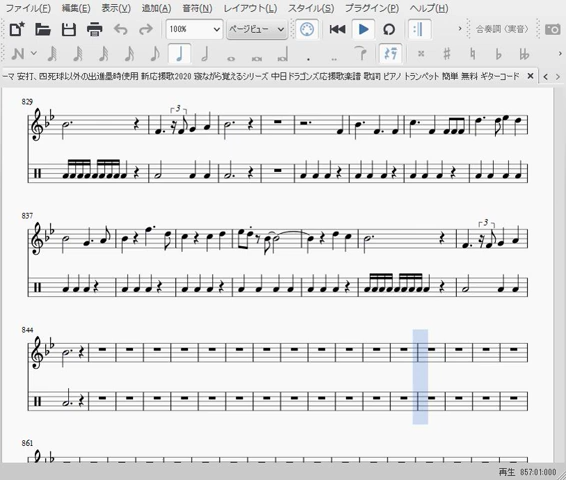 ファイル(F) 編集(E) 表示(V) 追加(A) 音符(N) レイアウト(L) スタイル(S) プラグイン(P) ヘルプ(H)
100% ページビュー 合奏調（実音）
ーマ 安打、四死球以外の出進塁時使用 新応援歌2020 寝ながら覚えるシリーズ 中日ドラゴンズ応援歌楽譜 歌詞 ピアノ トランペット 簡単 無料 ギターコード
829
3
837
3
844
861
再生 857:01:000